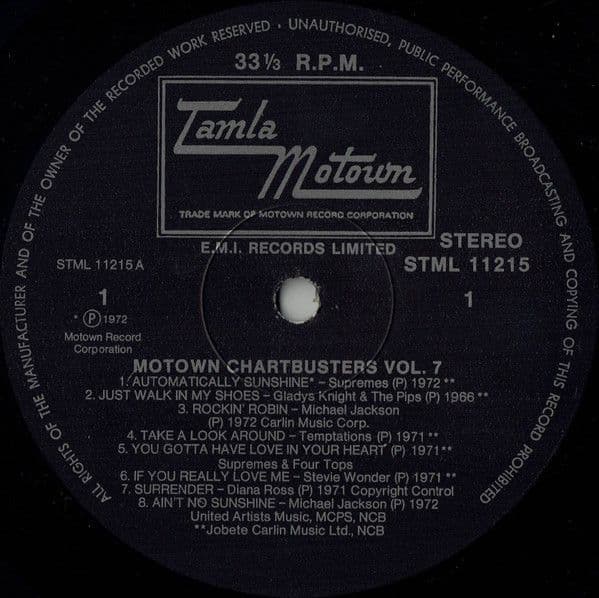 ALL RIGHTS OF THE MANUFACTURER AND OF THE OWNER OF THE RECORDED WORK RESERVED · UNAUTHORISED, PUBLIC PERFORMANCE BROADCASTING AND COPYING OF THIS RECORD PROHIBITED
33 1/3 R.P.M.
Tamla
Motown
TRADE MARK OF MOTOWN RECORD CORPORATION
E.M.I. RECORDS LIMITED
STEREO
STML 11215 A
STML 11215
1
1
* ℗ 1972
Motown Record
Corporation
MOTOWN CHARTBUSTERS VOL. 7
1. AUTOMATICALLY SUNSHINE* – Supremes (P) 1972 **
2. JUST WALK IN MY SHOES – Gladys Knight & The Pips (P) 1966 **
3. ROCKIN' ROBIN – Michael Jackson
(P) 1972 Carlin Music Corp.
4. TAKE A LOOK AROUND – Temptations (P) 1971 **
5. YOU GOTTA HAVE LOVE IN YOUR HEART (P) 1971 **
Supremes & Four Tops
6. IF YOU REALLY LOVE ME – Stevie Wonder (P) 1971 **
7. SURRENDER – Diana Ross (P) 1971 Copyright Control
8. AIN'T NO SUNSHINE – Michael Jackson (P) 1972
United Artists Music, MCPS, NCB
**Jobete Carlin Music Ltd., NCB